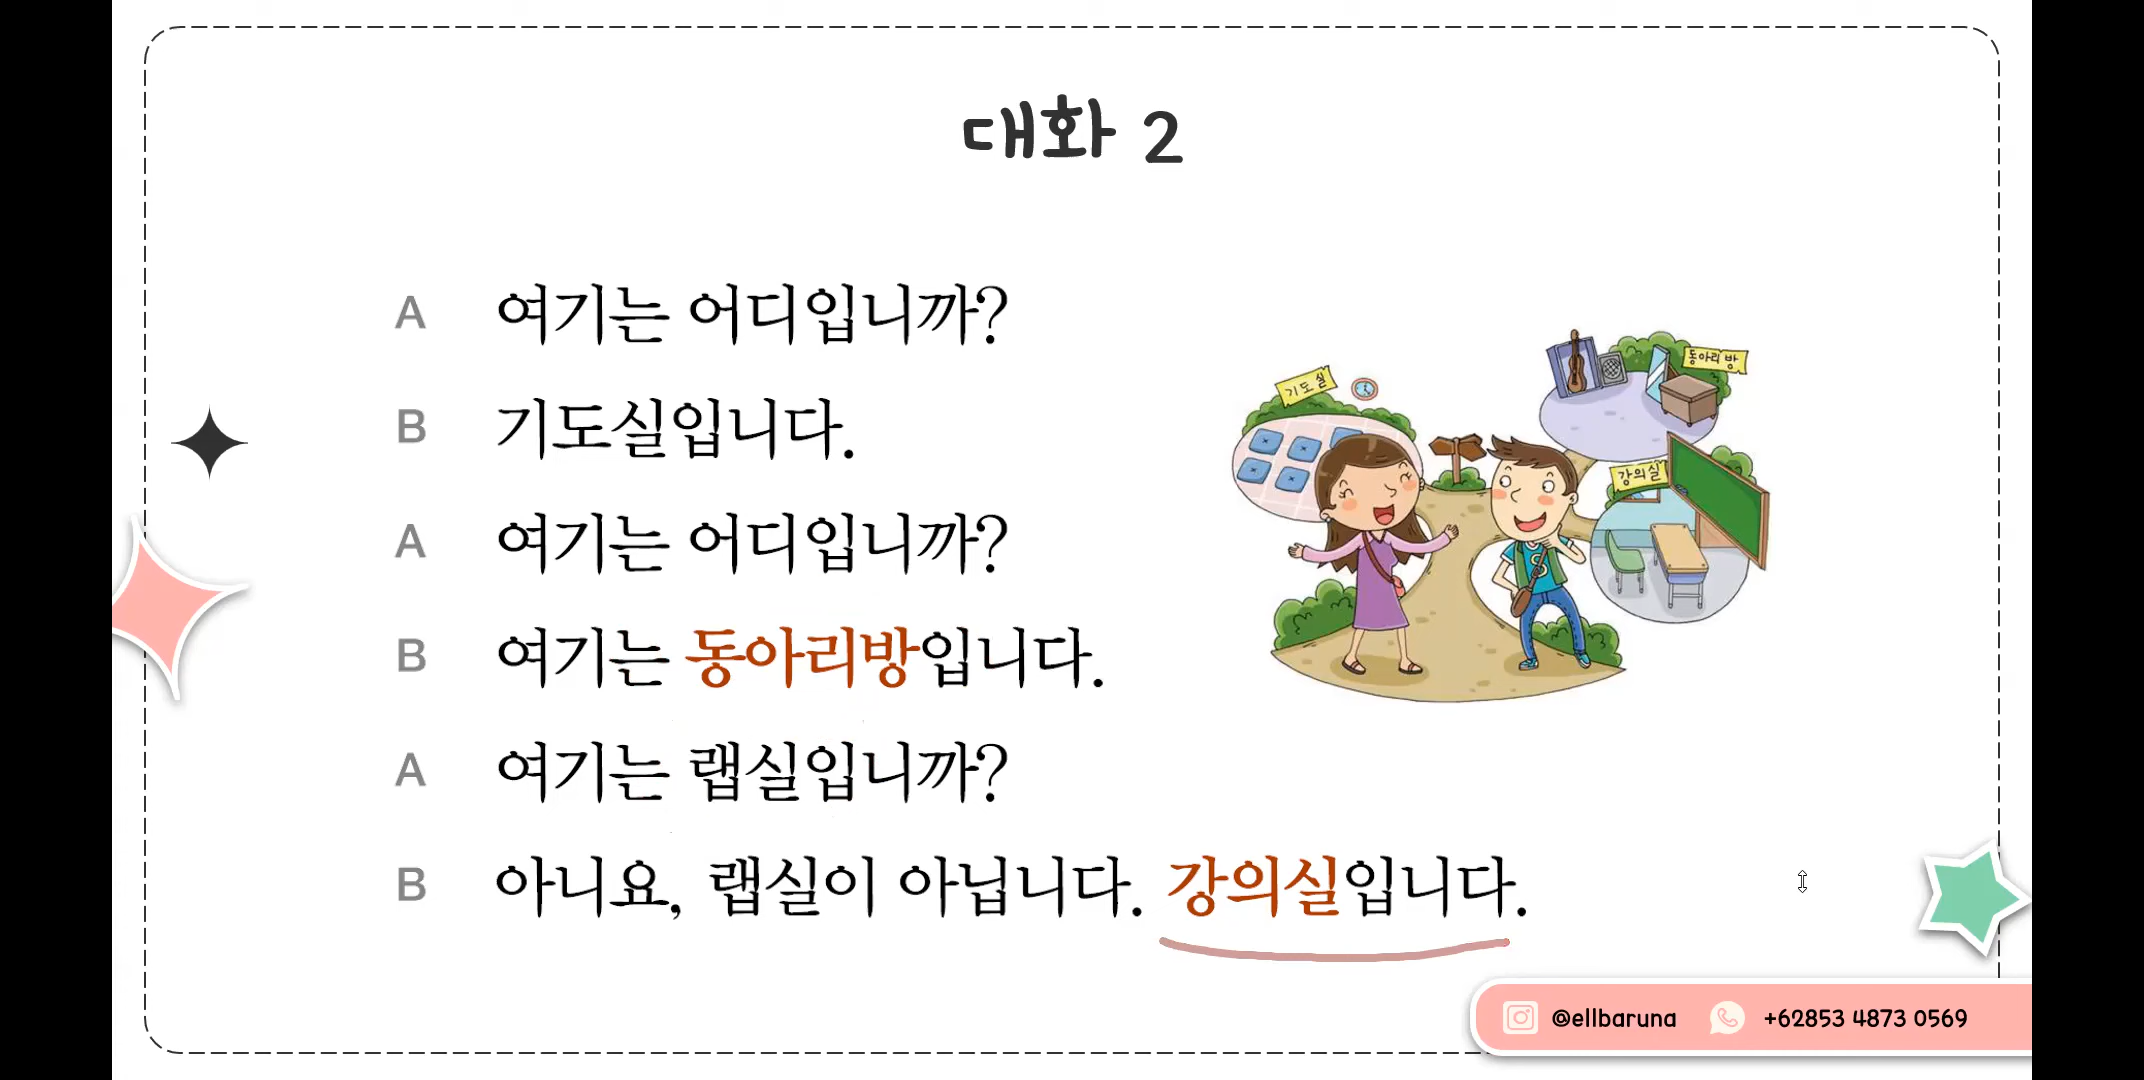 대화 2
A 여기는 어디입니까?
B 기도실입니다.
A 여기는 어디입니까?
B 여기는 동아리방입니다.
A 여기는 랩실입니까?
B 아니요, 랩실이 아닙니다. 강의실입니다.
기도실
동아리 방
강의실
@ellbaruna +62853 4873 0569